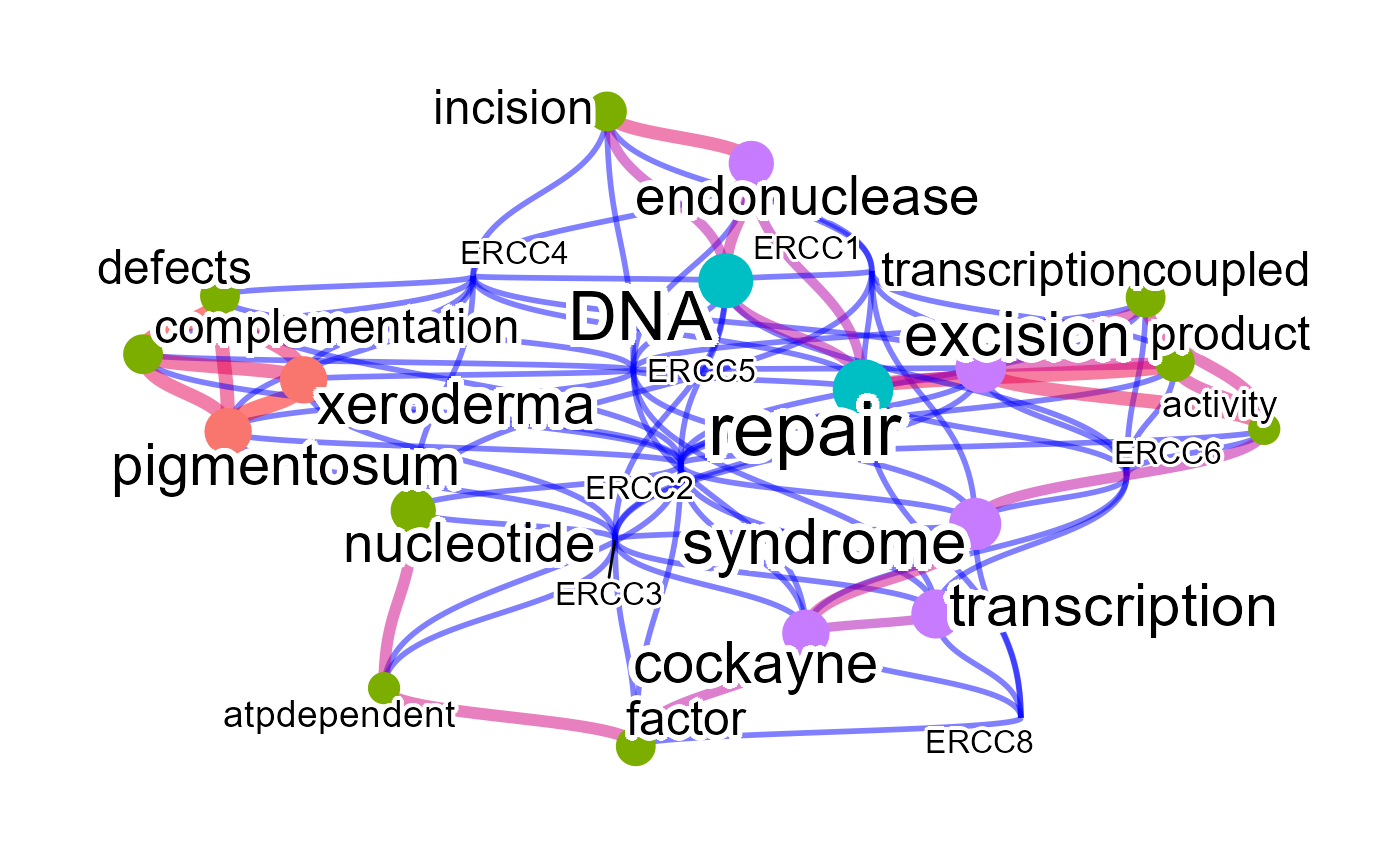 incision
endonuclease
ERCC4
ERCC1
defects
transcriptioncoupled
DNA
complementation
excision
product
ERCC5
xeroderma
activity
repair
ERCC6
pigmentosum
ERCC2
nucleotide
syndrome
ERCC3
transcription
cockayne
atpdependent
factor
ERCC8